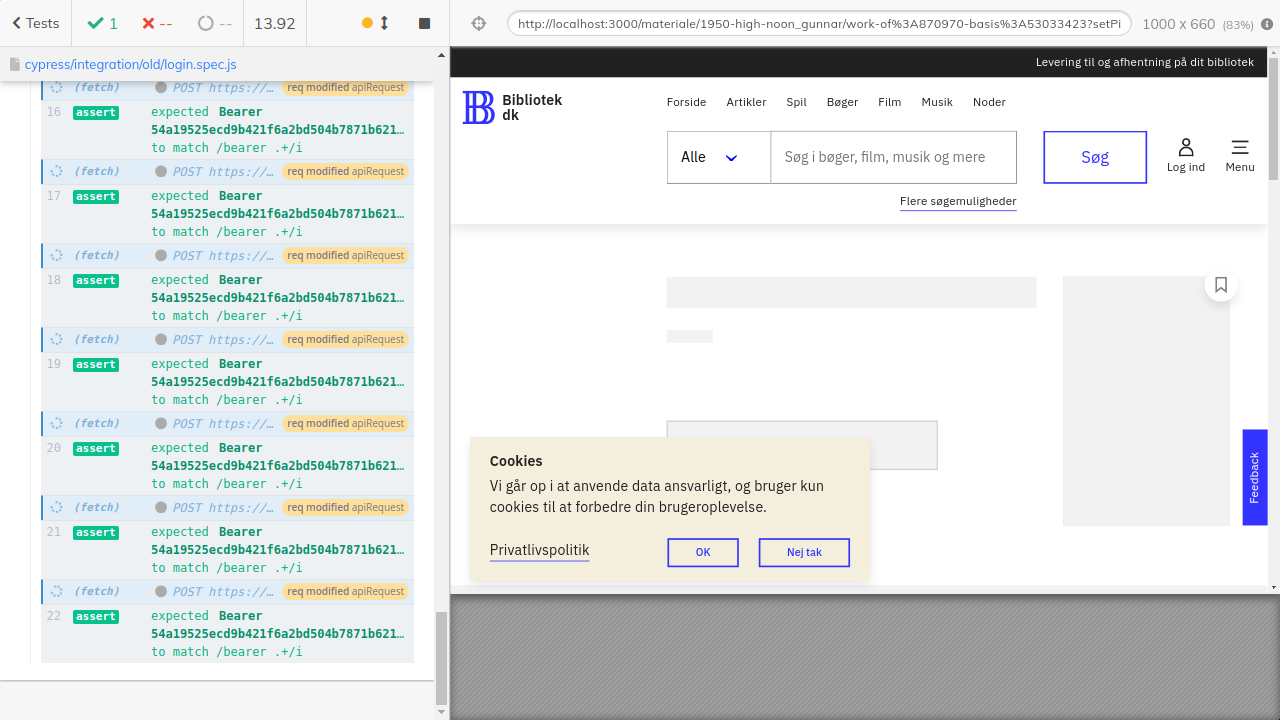 Tests
1
--
--
13.92
http://localhost:3000/materiale/1950-high-noon_gunnar/work-of%3A870970-basis%3A53033423?setPi
1000 x 660 (83%)
cypress/integration/old/login.spec.js
(fetch) POST https://… req modified apiRequest
16 assert expected Bearer
54a19525ecd9b421f6a2bd504b7871b621…
to match /bearer .+/i
(fetch) POST https://… req modified apiRequest
17 assert expected Bearer
54a19525ecd9b421f6a2bd504b7871b621…
to match /bearer .+/i
(fetch) POST https://… req modified apiRequest
18 assert expected Bearer
54a19525ecd9b421f6a2bd504b7871b621…
to match /bearer .+/i
(fetch) POST https://… req modified apiRequest
19 assert expected Bearer
54a19525ecd9b421f6a2bd504b7871b621…
to match /bearer .+/i
(fetch) POST https://… req modified apiRequest
20 assert expected Bearer
54a19525ecd9b421f6a2bd504b7871b621…
to match /bearer .+/i
(fetch) POST https://… req modified apiRequest
21 assert expected Bearer
54a19525ecd9b421f6a2bd504b7871b621…
to match /bearer .+/i
(fetch) POST https://… req modified apiRequest
22 assert expected Bearer
54a19525ecd9b421f6a2bd504b7871b621…
to match /bearer .+/i
Levering til og afhentning på dit bibliotek
Bibliotek
dk
Forside Artikler Spil Bøger Film Musik Noder
Alle
Søg i bøger, film, musik og mere
Søg
Log ind
Menu
Flere søgemuligheder
Feedback
Cookies
Vi går op i at anvende data ansvarligt, og bruger kun
cookies til at forbedre din brugeroplevelse.
Privatlivspolitik
OK
Nej tak